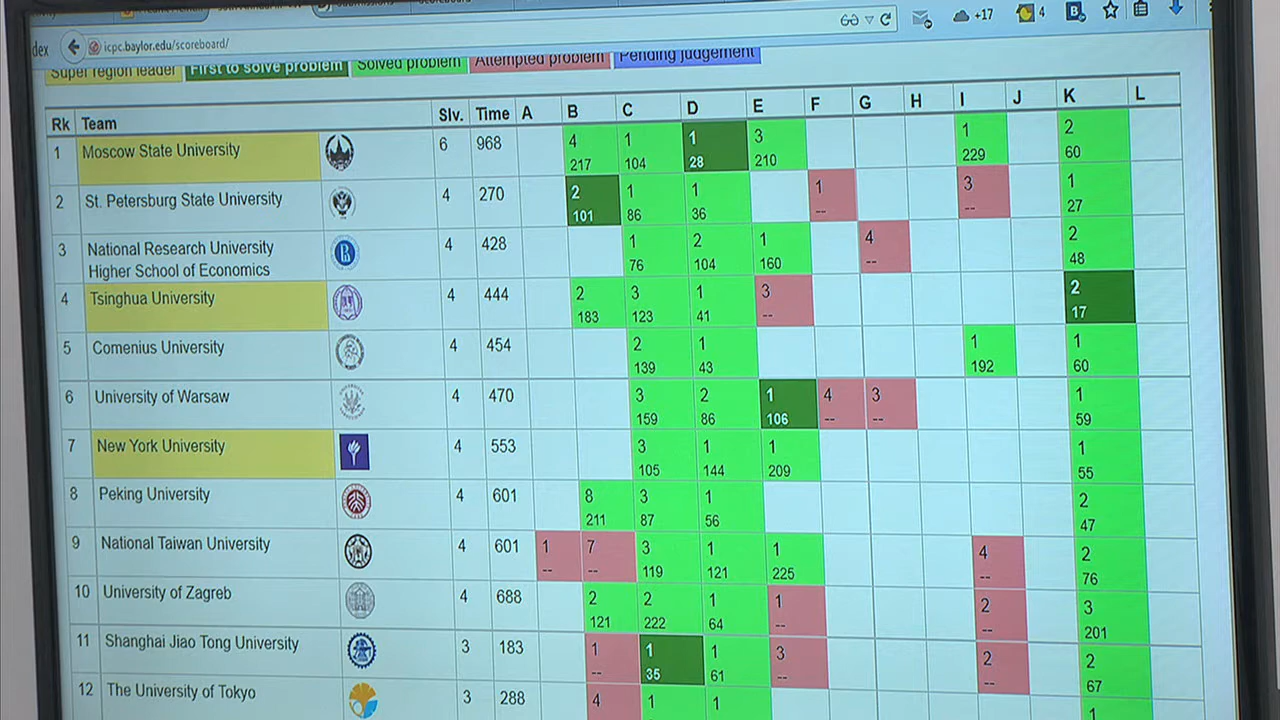 +17
4
dex
icpc.baylor.edu/scoreboard/
Super region leader First to solve problem Solved problem Attempted problem Pending judgement
Rk Team Slv. Time A B C D E F G H I J K L
1 Moscow State University 6 968 4 1 1 3 1 2
217 104 28 210 229 60
2 St. Petersburg State University 4 270 2 1 1 1 3 1
101 86 36 -- -- 27
3 National Research University 4 428 1 2 1 4 2
Higher School of Economics 76 104 160 -- 48
4 Tsinghua University 4 444 2 3 1 3 2
183 123 41 -- 17
5 Comenius University 4 454 2 1 1 1
139 43 192 60
6 University of Warsaw 4 470 3 2 1 4 3 1
159 86 106 -- -- 59
7 New York University 4 553 3 1 1 1
105 144 209 55
8 Peking University 4 601 8 3 1 2
211 87 56 47
9 National Taiwan University 4 601 1 7 3 1 1 4 2
-- -- 119 121 225 -- 76
10 University of Zagreb 4 688 2 2 1 1 2 3
121 222 64 -- -- 201
11 Shanghai Jiao Tong University 3 183 1 1 1 3 2 2
-- 35 61 -- -- 67
12 The University of Tokyo 3 288 4 1 1 1